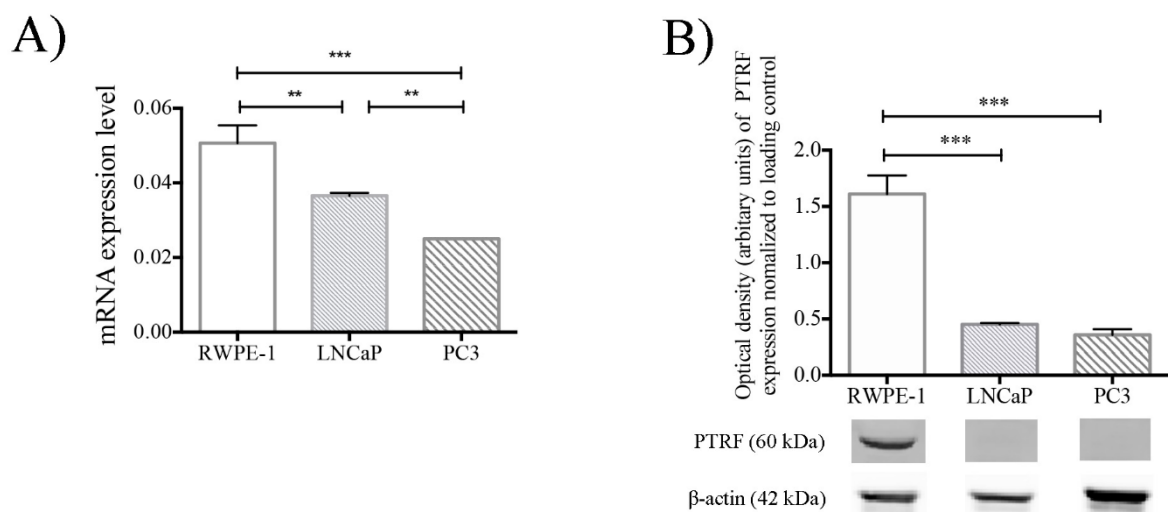 A)
mRNA expression level
***
** **
0.06
0.04
0.02
0.00
RWPE-1 LNCaP PC3
B)
Optical density (arbitary units) of PTRF
expression nomalized to loading control
***
***
2.0
1.5
1.0
0.5
0.0
RWPE-1 LNCaP PC3
PTRF (60 kDa)
β-actin (42 kDa)